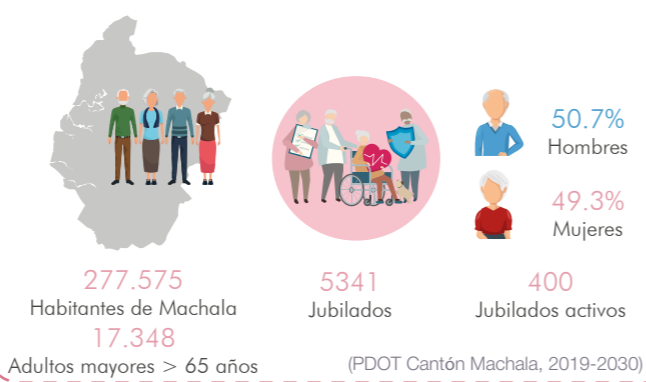 50.7%
Hombres
49.3%
Mujeres
277.575
Habitantes de Machala
17.348
Adultos mayores > 65 años
5341
Jubilados
400
Jubilados activos
(PDOT Cantón Machala, 2019-2030)